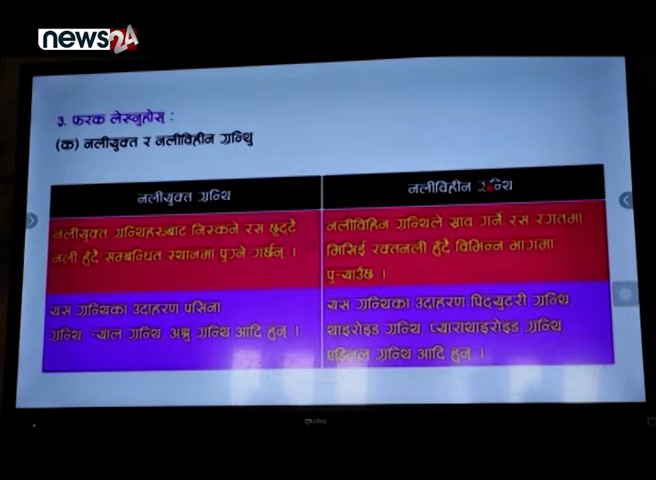 news24
३. फरक लेख्नुहोस् :
(क) नलीयुक्त र नलीविहीन ग्रन्थि
नलीयुक्त ग्रन्थि
नलीविहीन ग्रन्थि
नलीयुक्त ग्रन्थिहरूबाट निस्कने रस छुट्टै
नली हुँदै सम्बन्धित स्थानमा पुग्ने गर्छन् ।
नलीविहिन ग्रन्थिले स्राव गर्ने रस रगतमा
मिसिई रक्तनली हुँदै विभिन्न भागमा
पुर्‍याउँछ ।
यस ग्रन्थिका उदाहरण पसिना
ग्रन्थि, र्‍याल ग्रन्थि, अश्रु ग्रन्थि आदि हुन् ।
यस ग्रन्थिका उदाहरण पिट्युटरी ग्रन्थि
थाइरोइड ग्रन्थि, प्याराथाइरोइड ग्रन्थि,
एड्रिनल ग्रन्थि आदि हुन् ।